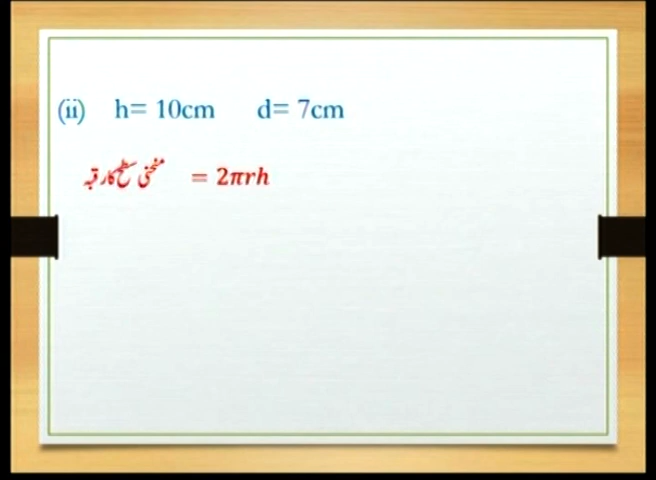 (ii) h= 10cm d= 7cm
منحنی سطح کا رقبہ = 2πrh